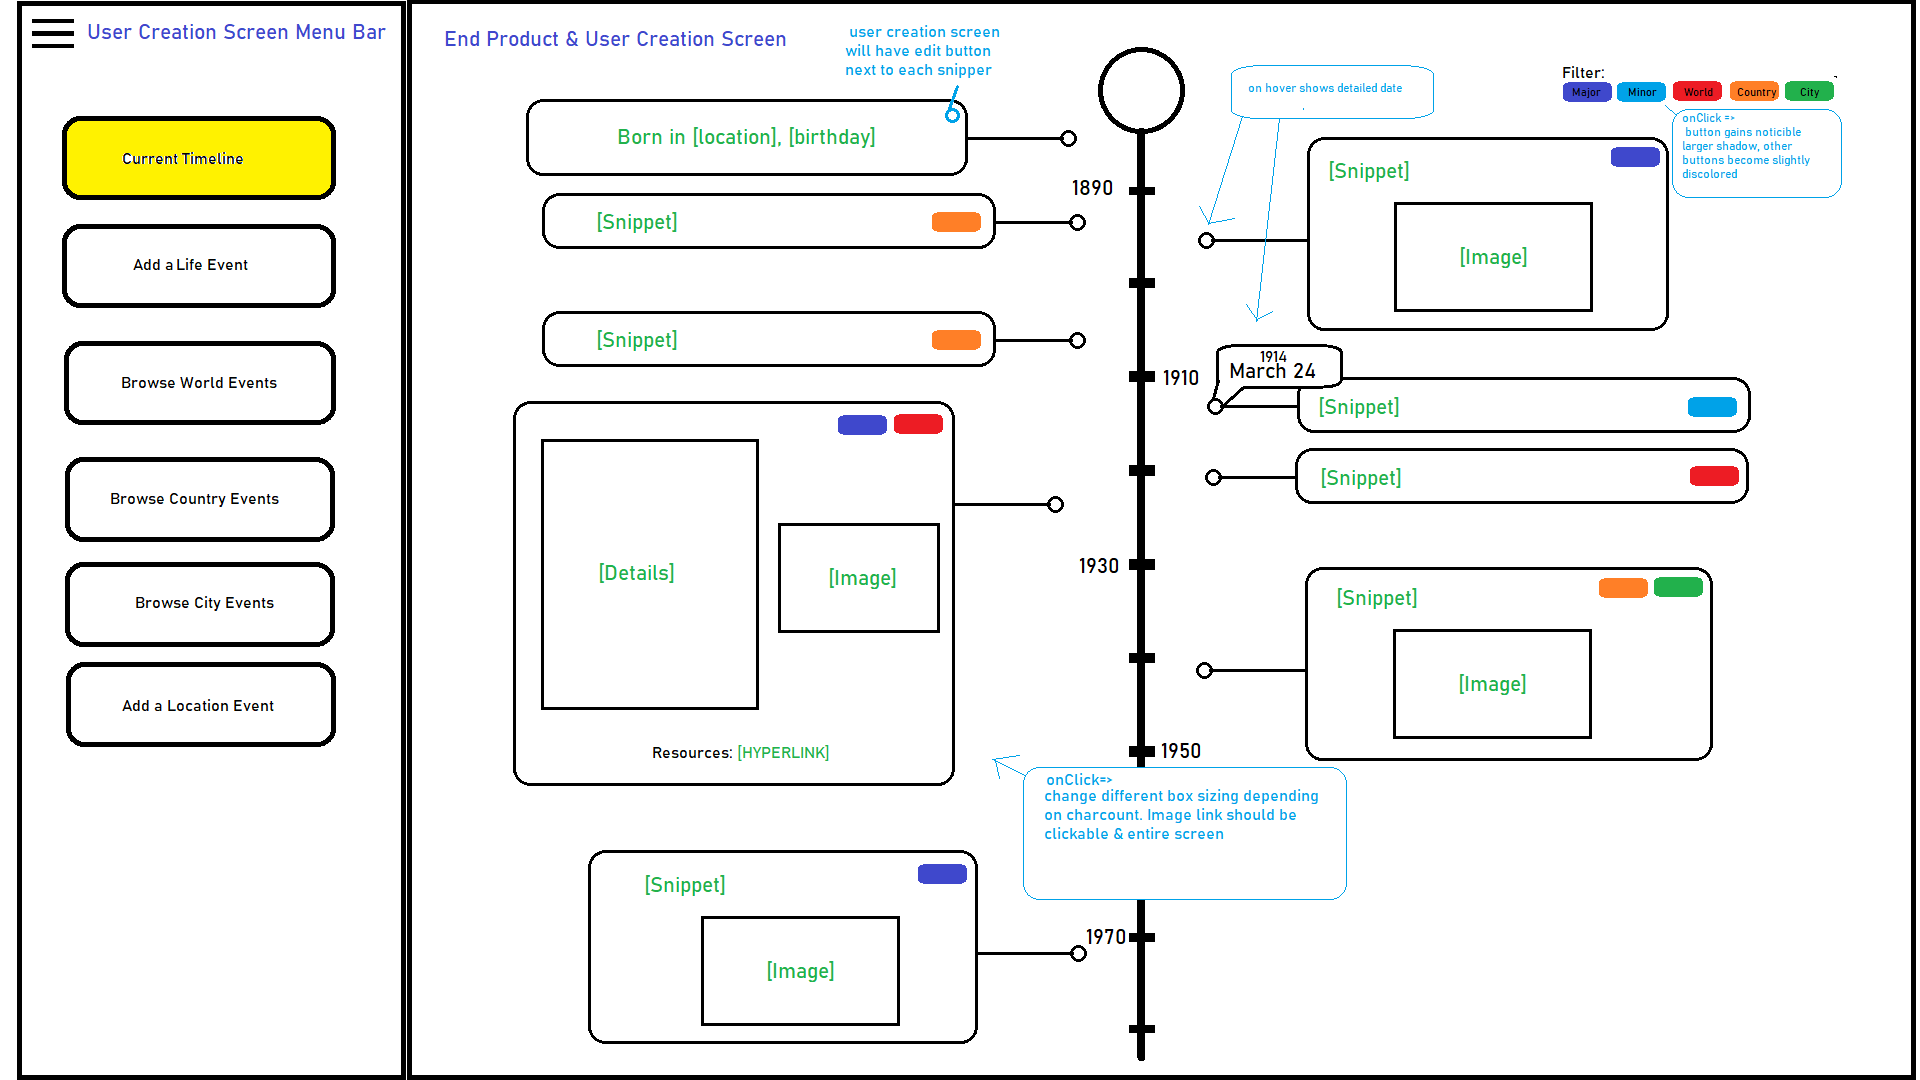 User Creation Screen Menu Bar
Current Timeline
Add a Life Event
Browse World Events
Browse Country Events
Browse City Events
Add a Location Event
End Product & User Creation Screen
user creation screen
will have edit button
next to each snipper
Born in [location], [birthday]
[Snippet]
[Snippet]
[Details]
[Image]
Resources: [HYPERLINK]
[Snippet]
[Image]
1890
1910
1930
1950
1970
on hover shows detailed date
Filter:
Major Minor World Country City
onClick =>
button gains noticible
larger shadow, other
buttons become slightly
discolored
[Snippet]
[Image]
1914
March 24
[Snippet]
[Snippet]
[Snippet]
[Image]
onClick=>
change different box sizing depending
on charcount. Image link should be
clickable & entire screen